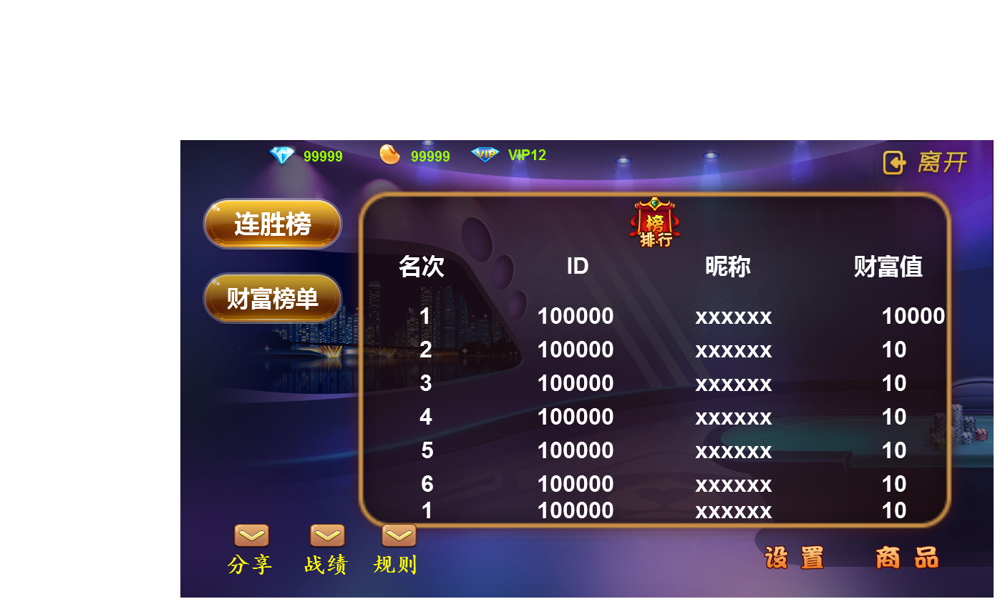 99999 99999 VIP VIP12
离开
连胜榜
财富榜单
榜
排行
名次 ID 昵称 财富值
1 100000 xxxxxx 10000
2 100000 xxxxxx 10
3 100000 xxxxxx 10
4 100000 xxxxxx 10
5 100000 xxxxxx 10
6 100000 xxxxxx 10
1 100000 xxxxxx 10
分享 战绩 规则
设置 商品